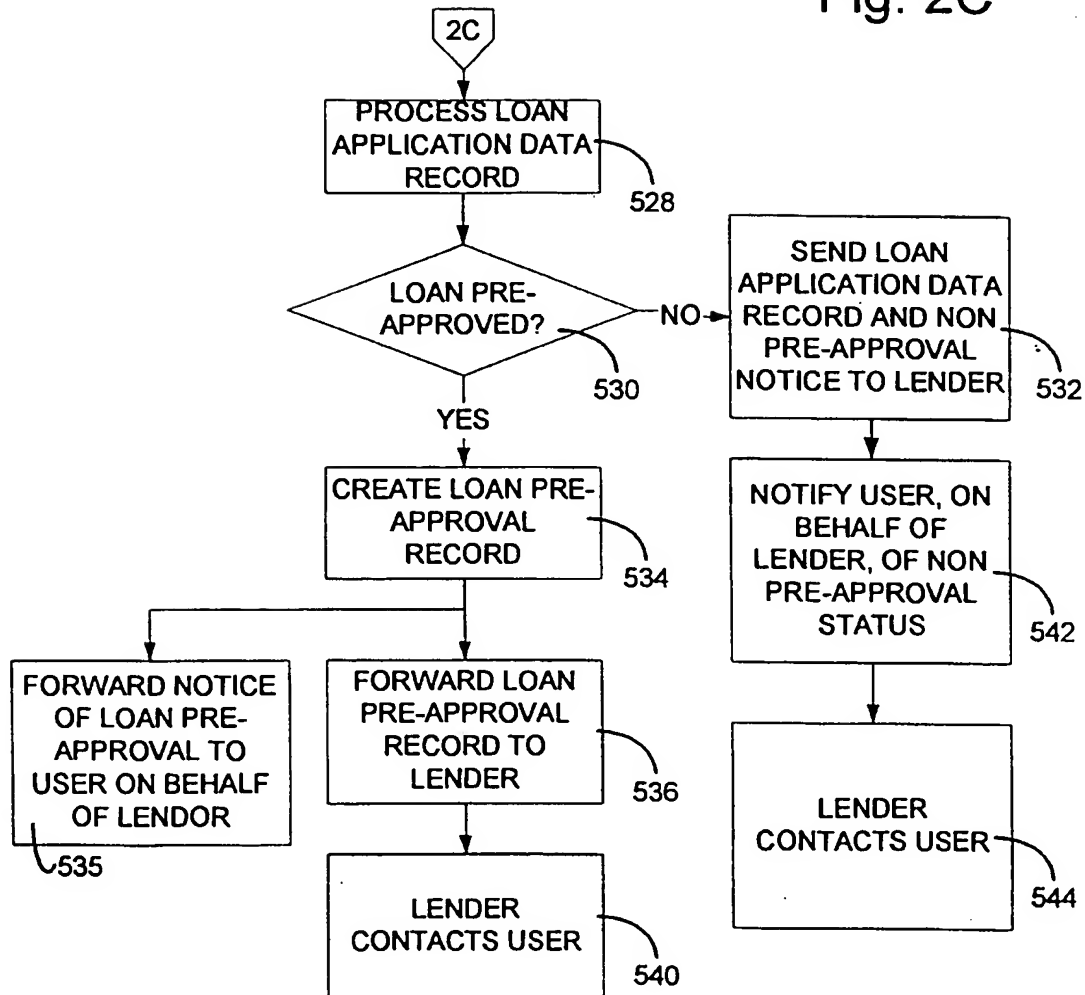 Fig. 2C
2C
PROCESS LOAN
APPLICATION DATA
RECORD
528
LOAN PRE-
APPROVED?
530
NO
YES
SEND LOAN
APPLICATION DATA
RECORD AND NON
PRE-APPROVAL
NOTICE TO LENDER
532
CREATE LOAN PRE-
APPROVAL
RECORD
534
NOTIFY USER, ON
BEHALF OF
LENDER, OF NON
PRE-APPROVAL
STATUS
542
FORWARD NOTICE
OF LOAN PRE-
APPROVAL TO
USER ON BEHALF
OF LENDOR
535
FORWARD LOAN
PRE-APPROVAL
RECORD TO
LENDER
536
LENDER
CONTACTS USER
544
LENDER
CONTACTS USER
540